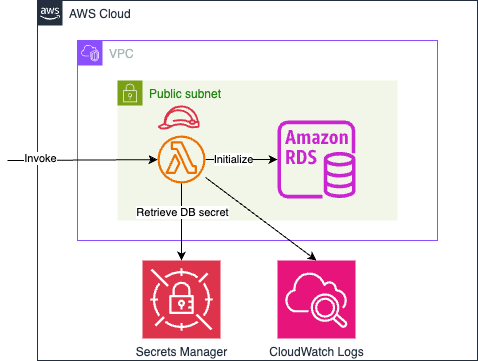 aws
AWS Cloud
VPC
Public subnet
Invoke
Initialize
Amazon
RDS
Retrieve DB secret
Secrets Manager
CloudWatch Logs